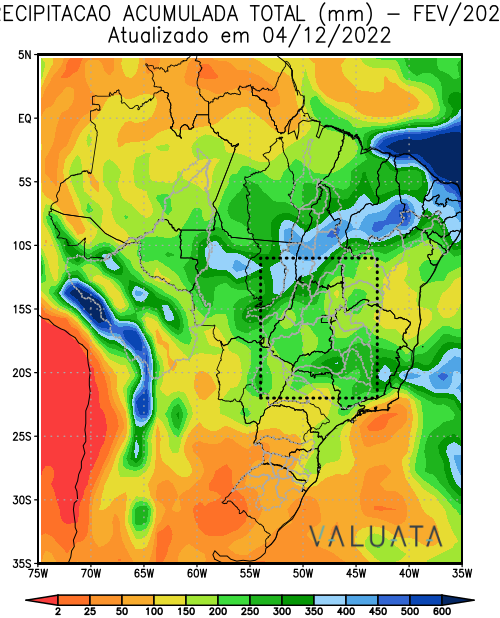 ECIPITACAO ACUMULADA TOTAL (mm) – FEV/202
Atualizado em 04/12/2022
5N
EQ
5S
10S
15S
20S
25S
30S
35S
VALUATA
75W 70W 65W 60W 55W 50W 45W 40W 35W
2 25 50 100 150 200 250 300 350 400 450 500 600